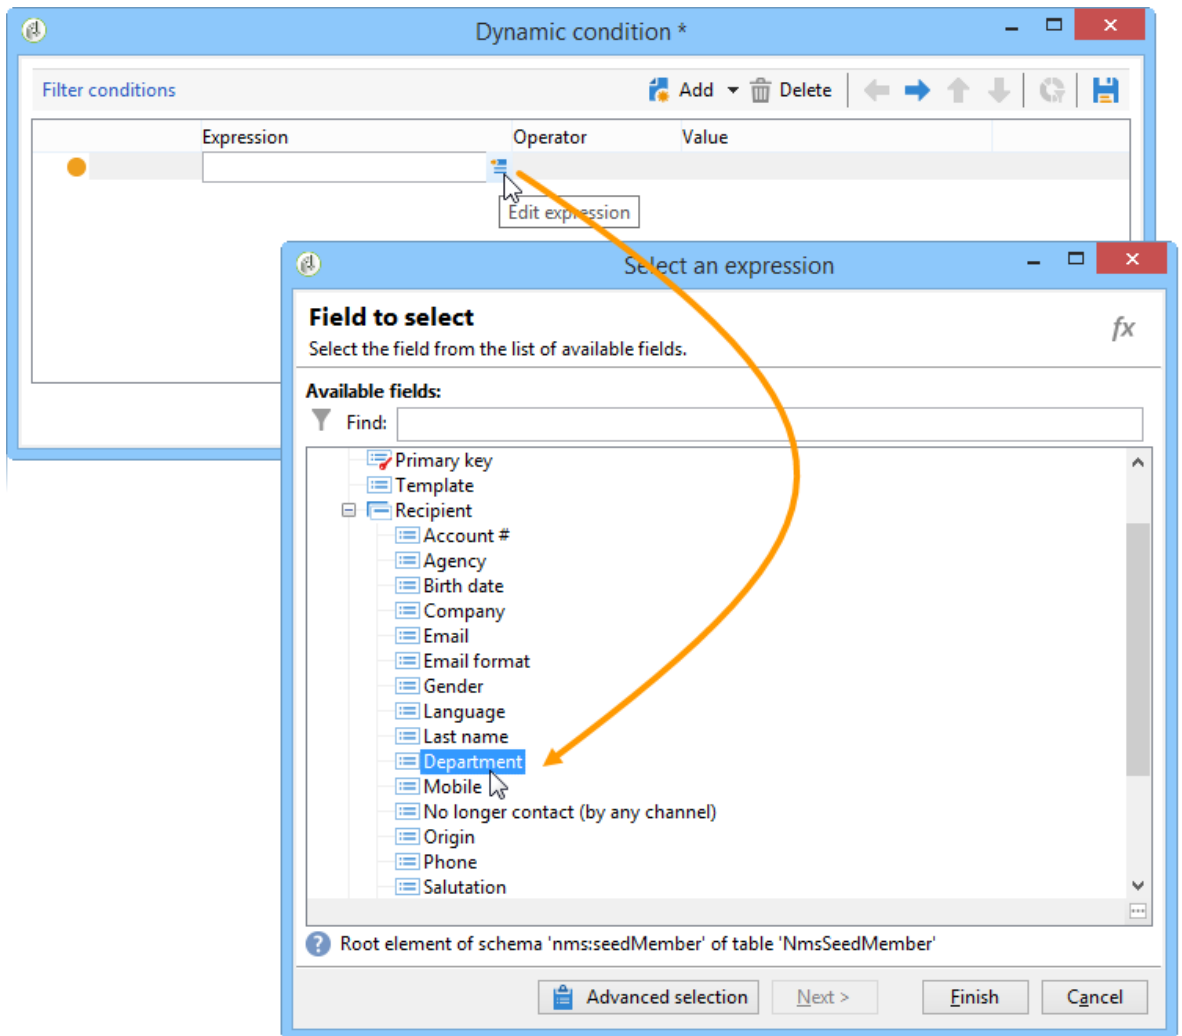 Dynamic condition *
Filter conditions
Add
Delete
Expression Operator Value
Edit expression
Select an expression
Field to select
fx
Select the field from the list of available fields.
Available fields:
Find:
Primary key
Template
Recipient
Account #
Agency
Birth date
Company
Email
Email format
Gender
Language
Last name
Department
Mobile
No longer contact (by any channel)
Origin
Phone
Salutation
Root element of schema 'nms:seedMember' of table 'NmsSeedMember'
Advanced selection Next > Finish Cancel